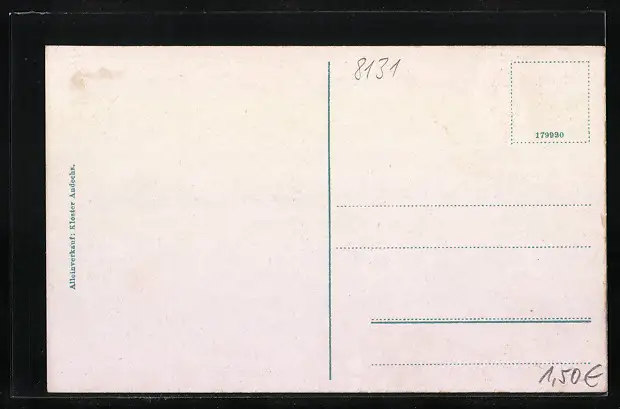 8131
179920
Alleinverkauf: Kloster Andechs.
1,50€